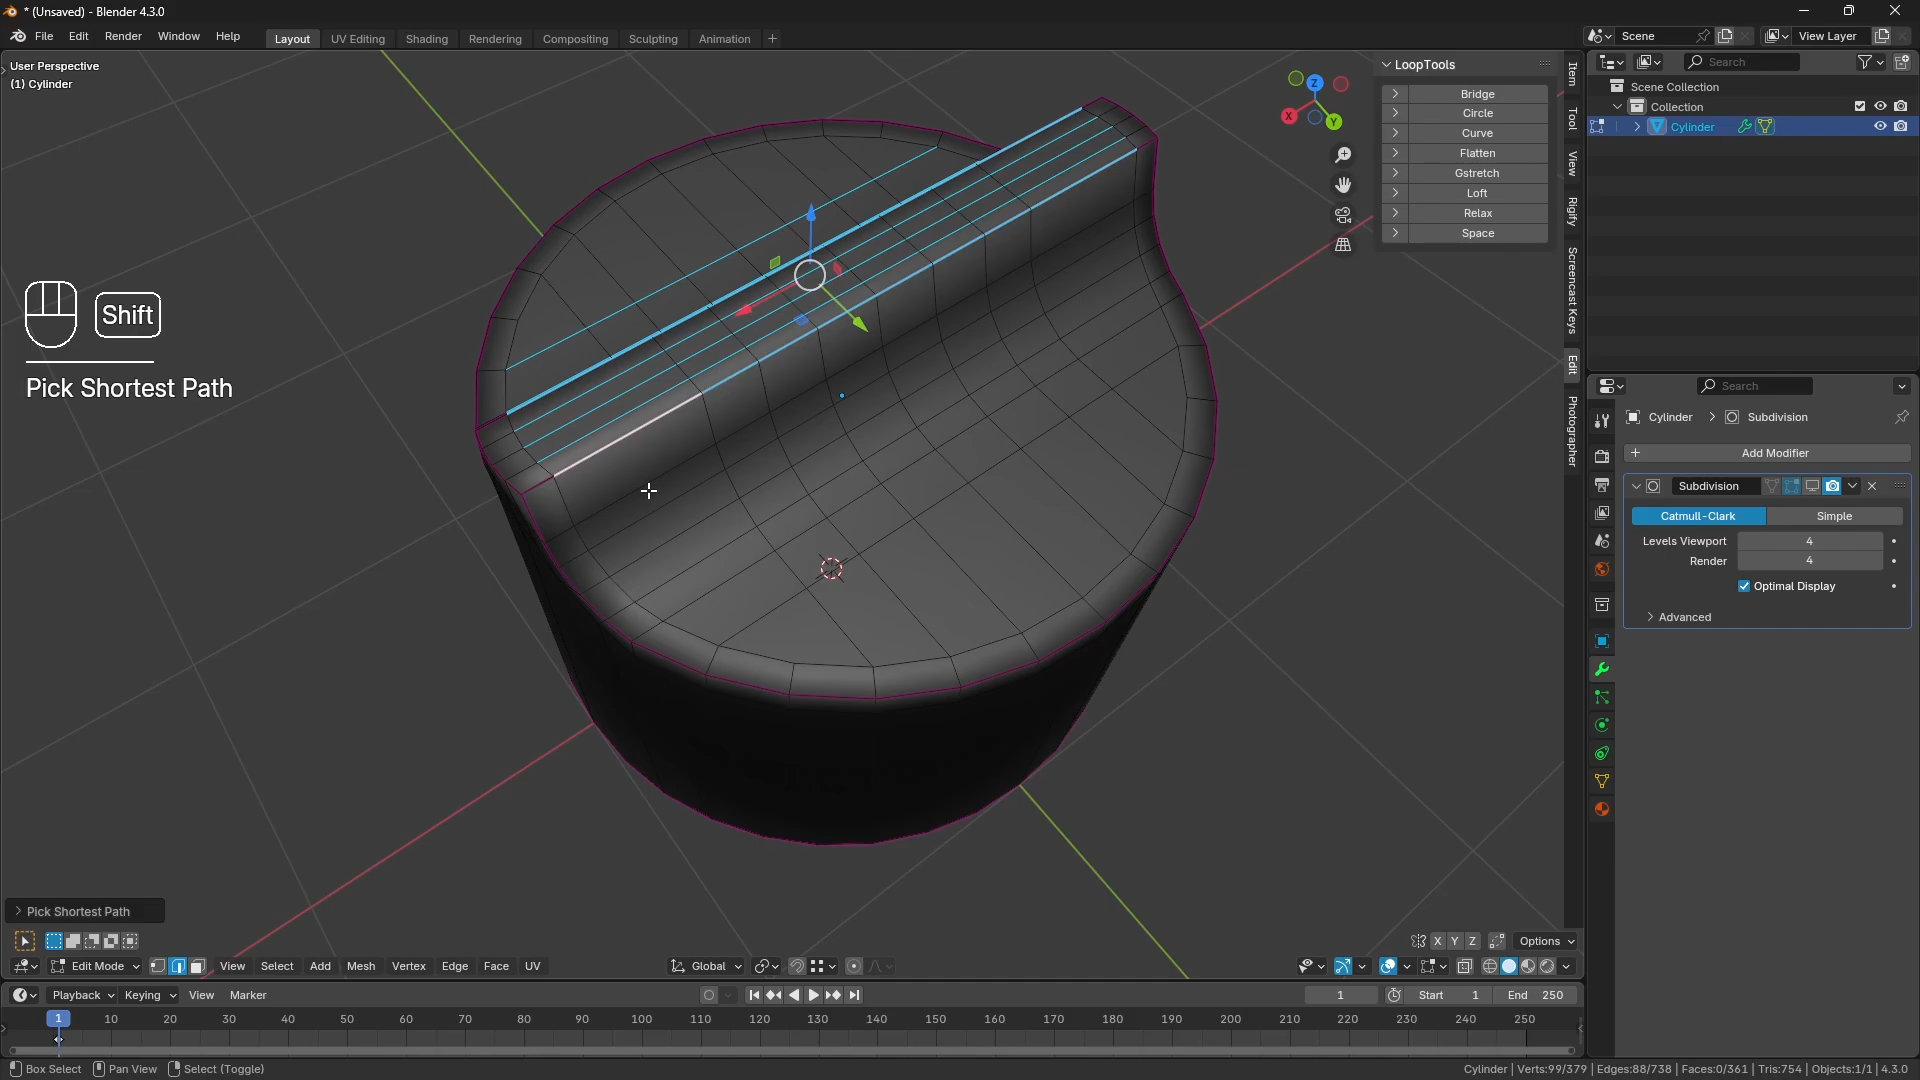 * (Unsaved) - Blender 4.3.0
File Edit Render Window Help
Layout UV Editing Shading Rendering Compositing Sculpting Animation +
Scene
View Layer
User Perspective
(1) Cylinder
LoopTools
Bridge
Circle
Curve
Flatten
Gstretch
Loft
Relax
Space
Z
X
Y
Item
Tool
View
Rigify
Screencast Keys
Edit
Photographer
Search
Scene Collection
Collection
Cylinder
Shift
Pick Shortest Path
Search
Cylinder > Subdivision
+ Add Modifier
Subdivision
Catmull-Clark Simple
Levels Viewport 4
Render 4
Optimal Display
Advanced
Pick Shortest Path
X Y Z Options
Edit Mode View Select Add Mesh Vertex Edge Face UV Global
Playback Keying View Marker 1 Start 1 End 250
1 10 20 30 40 50 60 70 80 90 100 110 120 130 140 150 160 170 180 190 200 210 220 230 240 250
Box Select Pan View Select (Toggle)
Cylinder | Verts:99/379 | Edges:88/738 | Faces:0/361 | Tris:754 | Objects:1/1 | 4.3.0